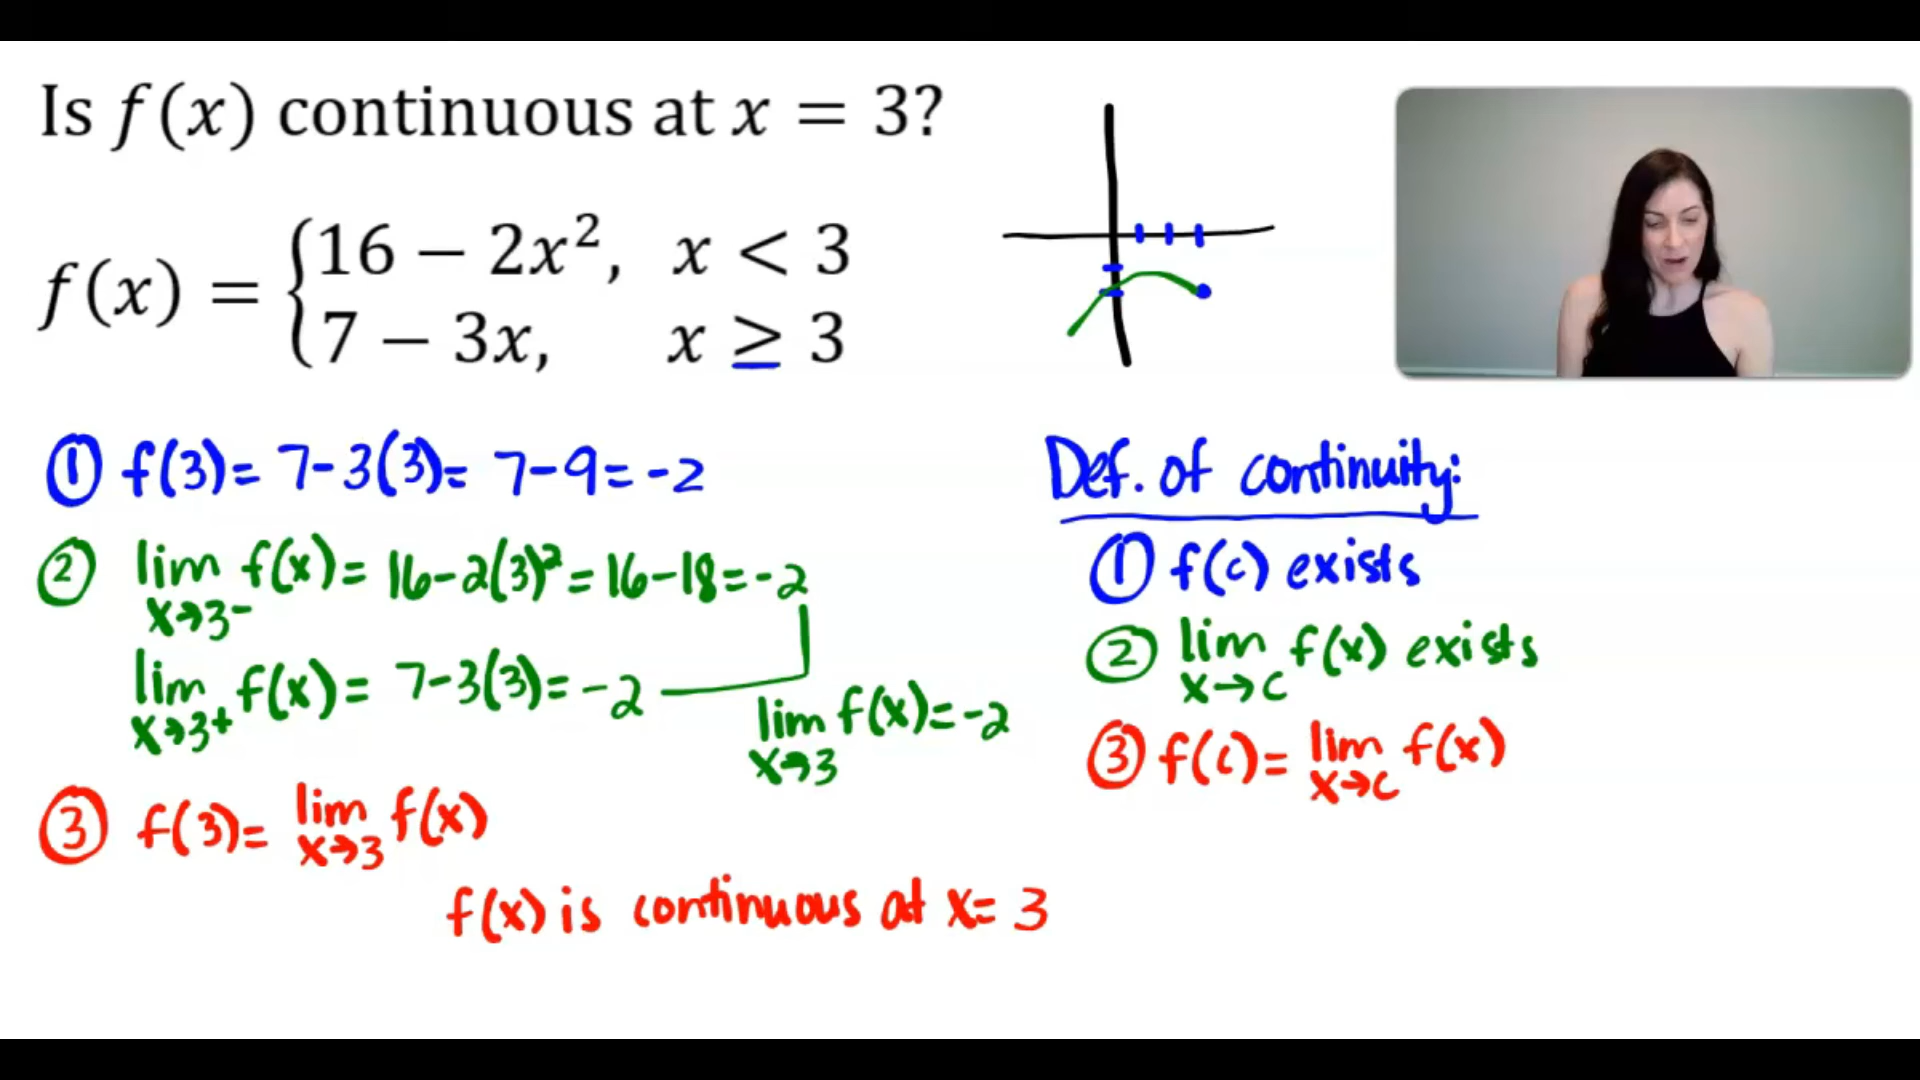 Is f(x) continuous at x = 3?
f(x) = {16 − 2x², x < 3
7 − 3x, x ≥ 3
① f(3) = 7-3(3) = 7-9 = -2
② lim f(x) = 16-2(3)² = 16-18 = -2
x→3-
lim f(x) = 7-3(3) = -2
x→3+
lim f(x) = -2
x→3
③ f(3) = lim f(x)
x→3
f(x) is continuous at x = 3
Def. of continuity:
① f(c) exists
② lim f(x) exists
x→c
③ f(c) = lim f(x)
x→c